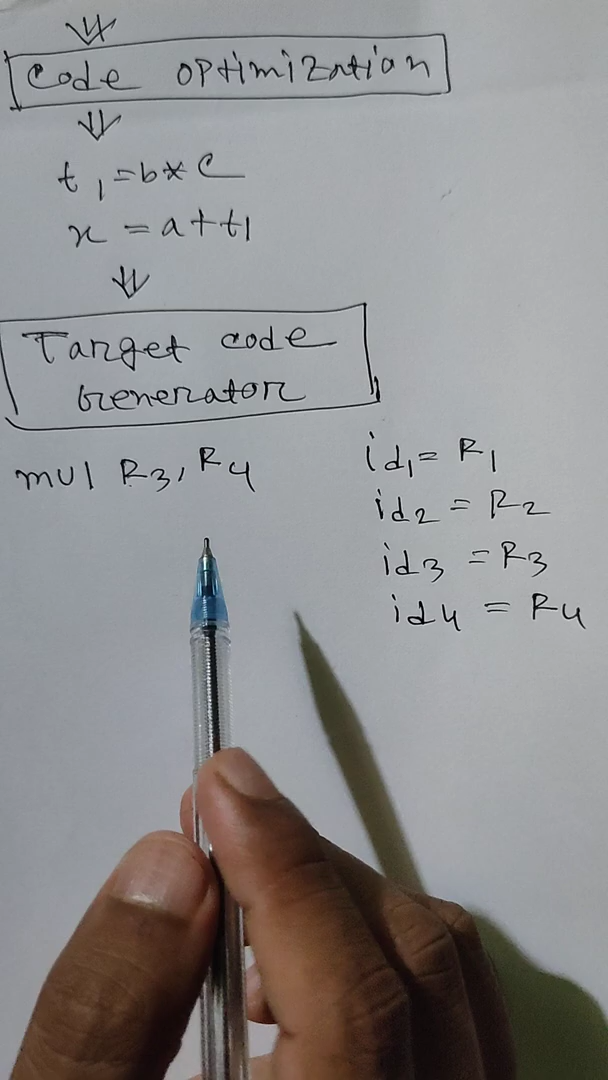 Code optimization
t1 = b * c
x = a + t1
Target code
Generator
mul R3, R4
id1 = R1
id2 = R2
id3 = R3
id4 = R4